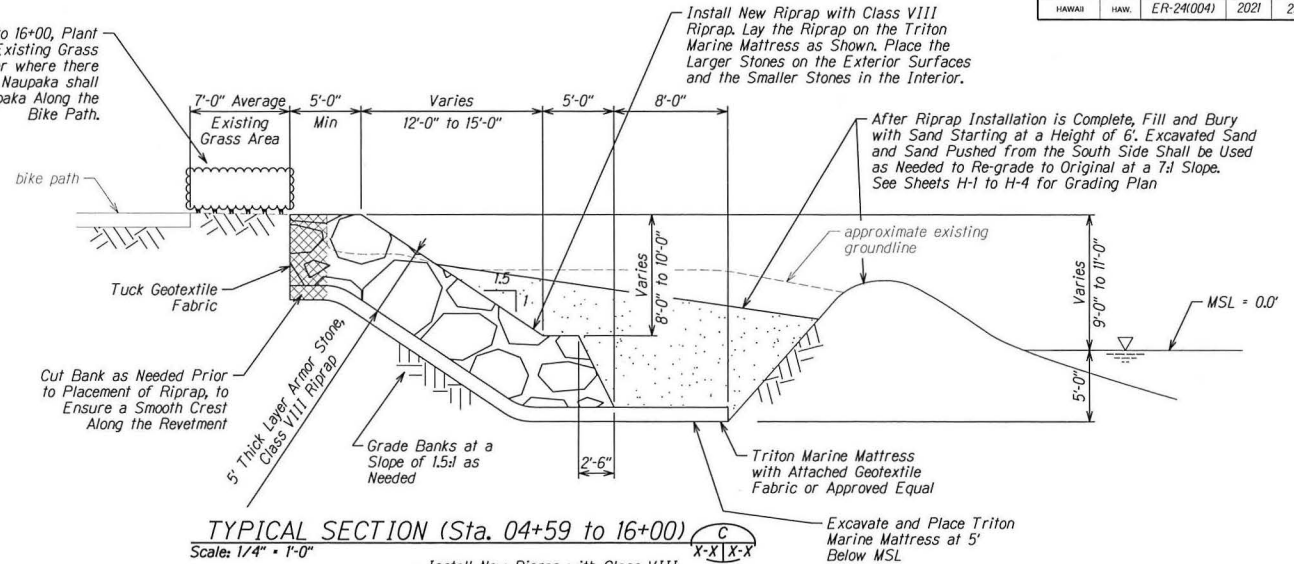 HAWAII HAW. ER-24(004) 2021 2
to 16+00, Plant
Existing Grass
or where there
Naupaka shall
paka Along the
Bike Path.
Install New Riprap with Class VIII
Riprap. Lay the Riprap on the Triton
Marine Mattress as Shown. Place the
Larger Stones on the Exterior Surfaces
and the Smaller Stones in the Interior.
7'-0" Average
Existing
Grass Area
5'-0"
Min
Varies
12'-0" to 15'-0"
5'-0"
8'-0"
After Riprap Installation is Complete, Fill and Bury
with Sand Starting at a Height of 6'. Excavated Sand
and Sand Pushed from the South Side Shall be Used
as Needed to Re-grade to Original at a 7:1 Slope.
See Sheets H-1 to H-4 for Grading Plan
bike path
approximate existing
groundline
1.5
1
Varies
8'-0" to 10'-0"
Varies
9'-0" to 11'-0"
MSL = 0.0'
Tuck Geotextile
Fabric
Cut Bank as Needed Prior
to Placement of Riprap, to
Ensure a Smooth Crest
Along the Revetment
5' Thick Layer Armor Stone,
Class VIII Riprap
Grade Banks at a
Slope of 1.5:1 as
Needed
2'-6"
5'-0"
Triton Marine Mattress
with Attached Geotextile
Fabric or Approved Equal
Excavate and Place Triton
Marine Mattress at 5'
Below MSL
TYPICAL SECTION (Sta. 04+59 to 16+00)
C
X-X X-X
Scale: 1/4" = 1'-0"
Install New Riprap with Class VIII